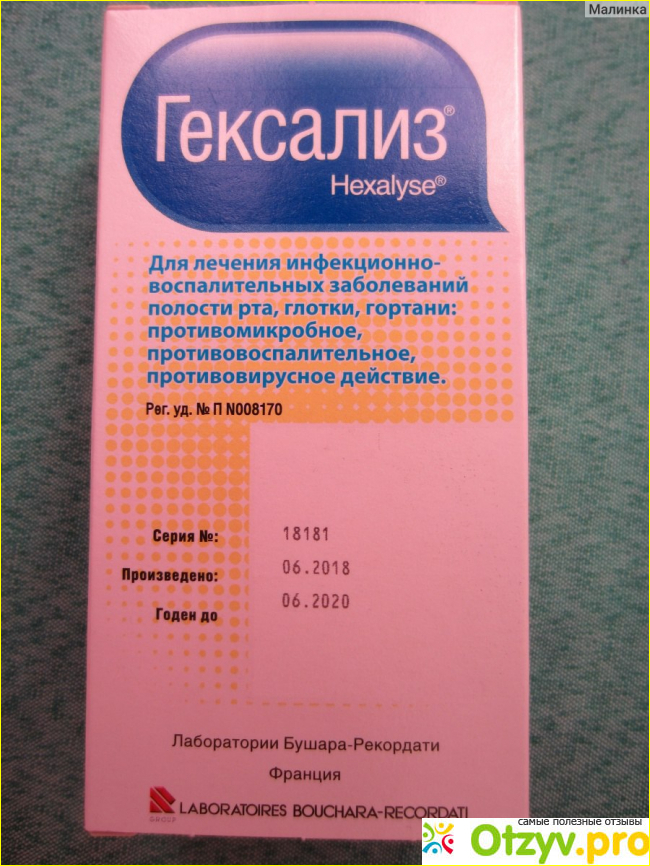 Малинка
Гексализ®
Hexalyse®
Для лечения инфекционно-
воспалительных заболеваний
полости рта, глотки, гортани:
противомикробное,
противовоспалительное,
противовирусное действие.
Рег. уд. № П N008170
Серия №: 18181
Произведено: 06.2018
Годен до 06.2020
Лаборатории Бушара-Рекордати
Франция
LABORATOIRES BOUCHARA-RECORDATI
GROUP
самые полезные отзывы
Otzyv.pro